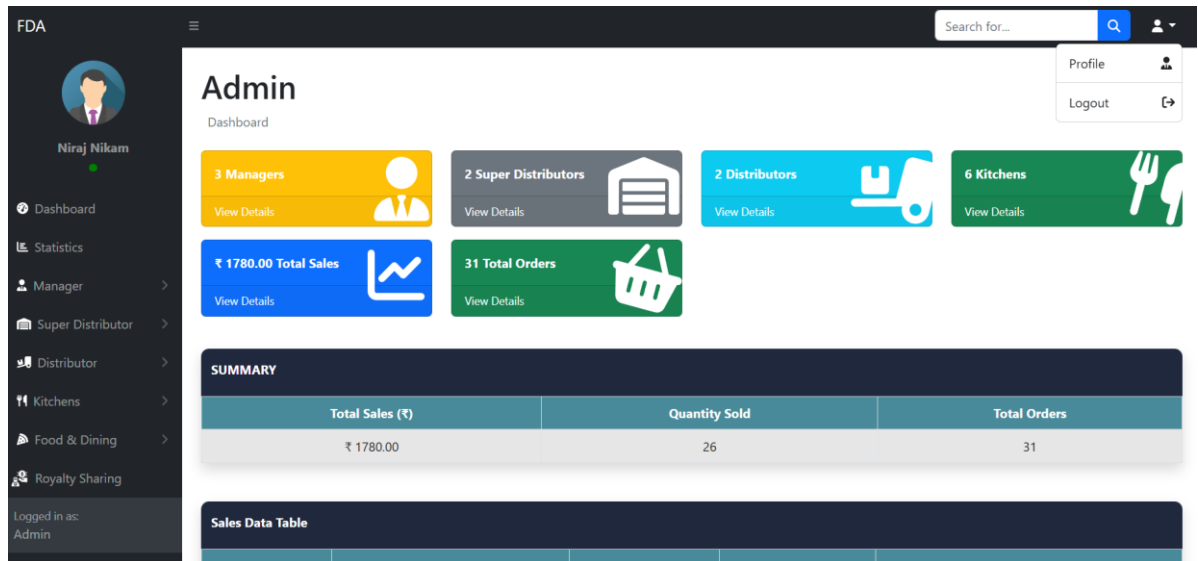 FDA
Search for...
Profile
Logout
Niraj Nikam
Dashboard
Statistics
Manager
Super Distributor
Distributor
Kitchens
Food & Dining
Royalty Sharing
Logged in as:
Admin
Admin
Dashboard
3 Managers
View Details
2 Super Distributors
View Details
2 Distributors
View Details
6 Kitchens
View Details
₹ 1780.00 Total Sales
View Details
31 Total Orders
View Details
SUMMARY
Total Sales (₹) Quantity Sold Total Orders
₹ 1780.00 26 31
Sales Data Table